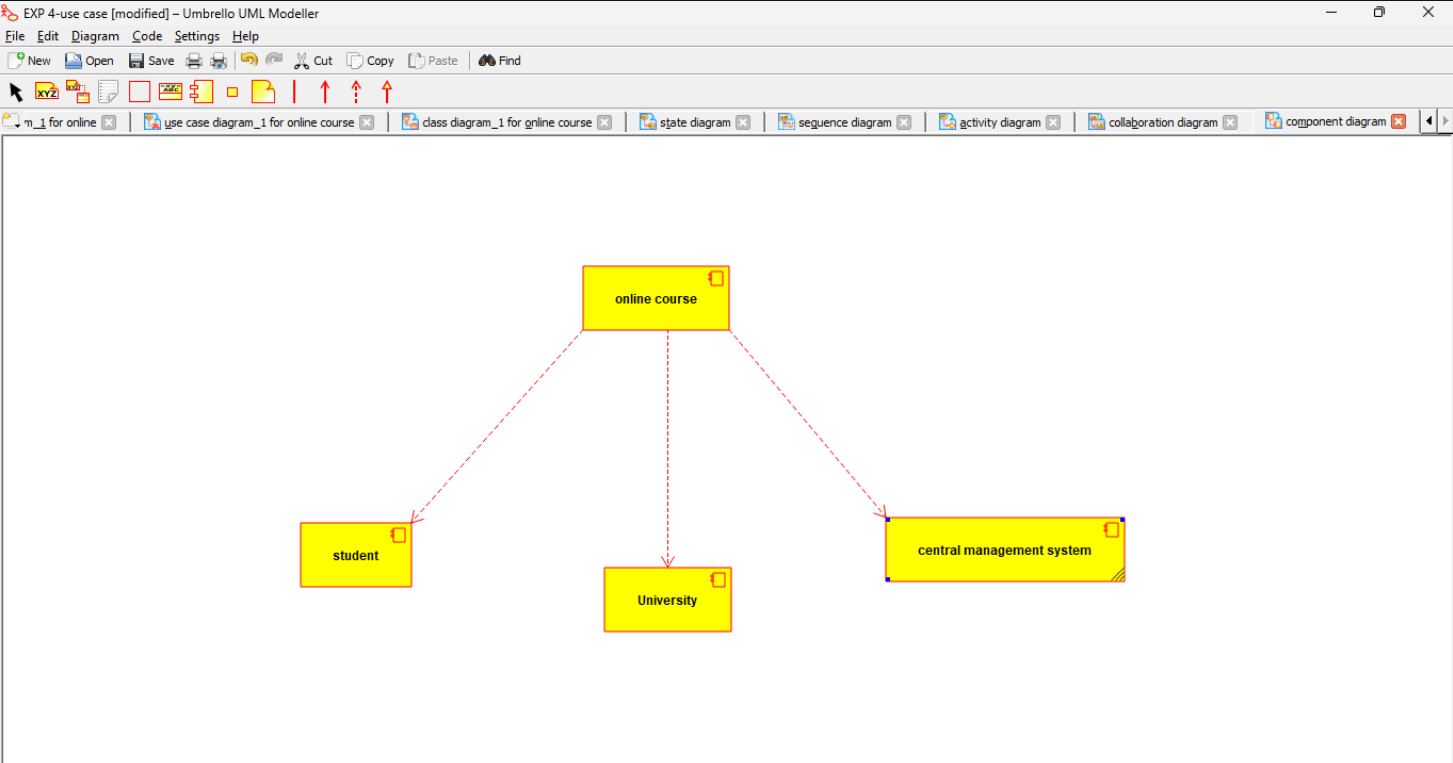 EXP 4-use case [modified] – Umbrello UML Modeller
File Edit Diagram Code Settings Help
New Open Save Cut Copy Paste Find
XYZ XYZ ABC
m_1 for online use case diagram_1 for online course class diagram_1 for online course state diagram sequence diagram activity diagram collaboration diagram component diagram
online course
student
central management system
University